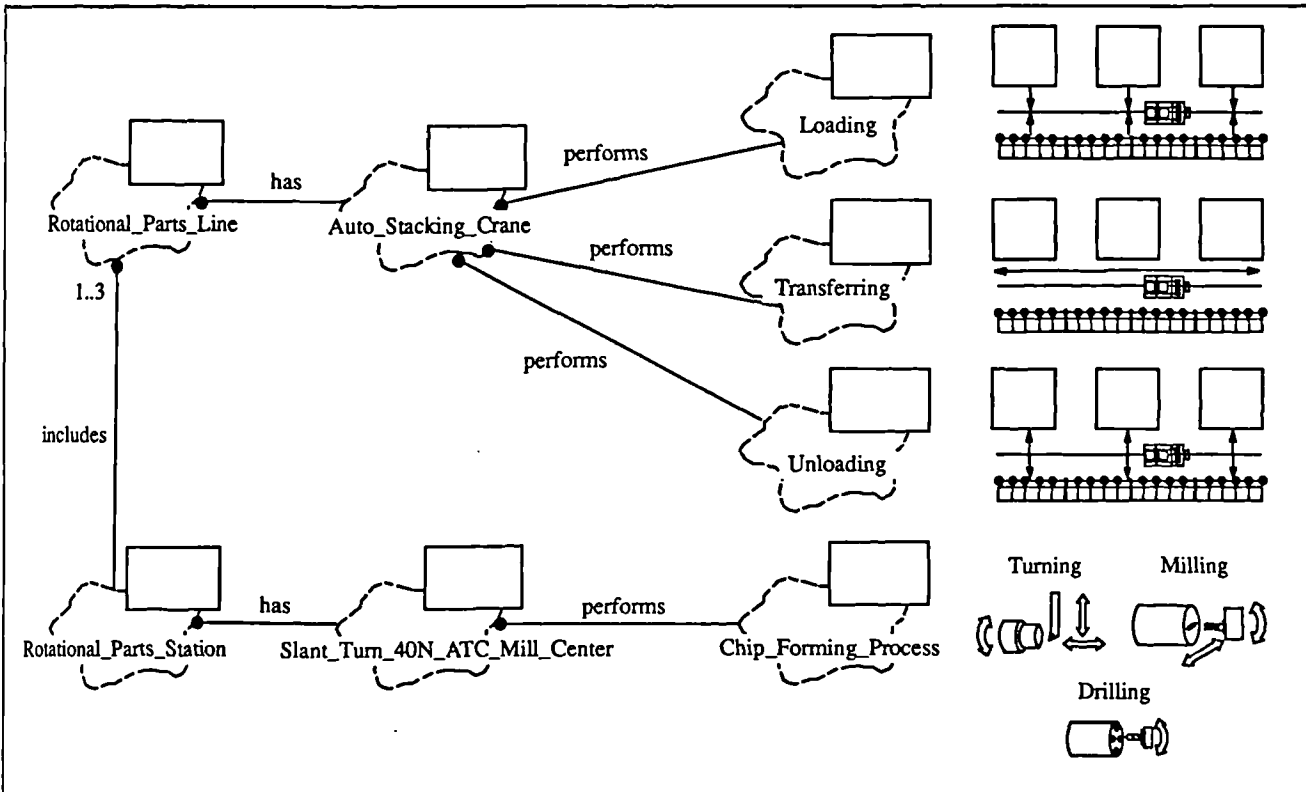 Loading
performs
has
Rotational_Parts_Line
Auto_Stacking_Crane
performs
Transferring
1..3
performs
includes
Unloading
Turning
Milling
has
performs
Rotational_Parts_Station
Slant_Turn_40N_ATC_Mill_Center
Chip_Forming_Process
Drilling